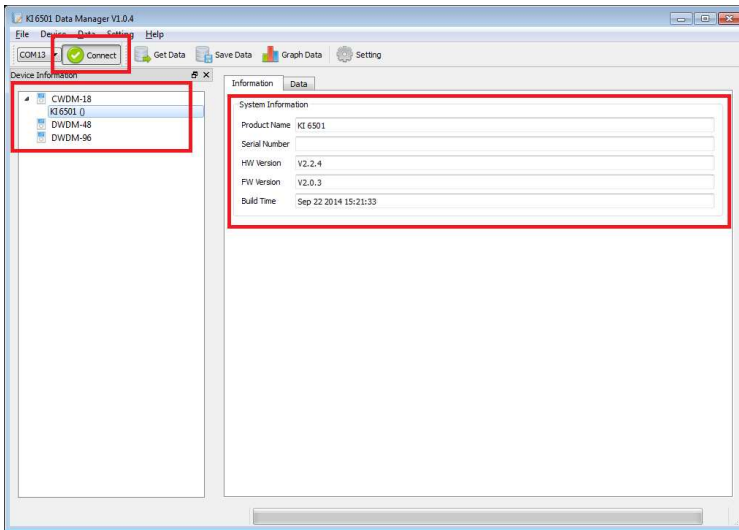 KI 6501 Data Manager V1.0.4
File Device Data Setting Help
COM13 Connect Get Data Save Data Graph Data Setting
Device Information
CWDM-18
KI 6501 ()
DWDM-48
DWDM-96
Information Data
System Information
Product Name KI 6501
Serial Number
HW Version V2.2.4
FW Version V2.0.3
Build Time Sep 22 2014 15:21:33